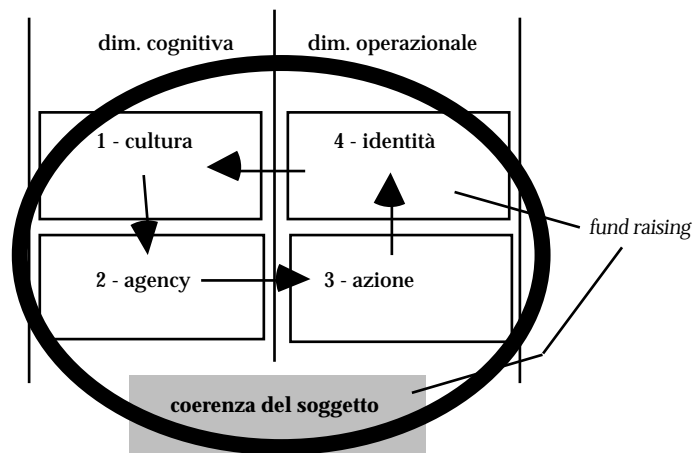 dim. cognitiva
dim. operazionale
1 - cultura
4 - identità
fund raising
2 - agency
3 - azione
coerenza del soggetto